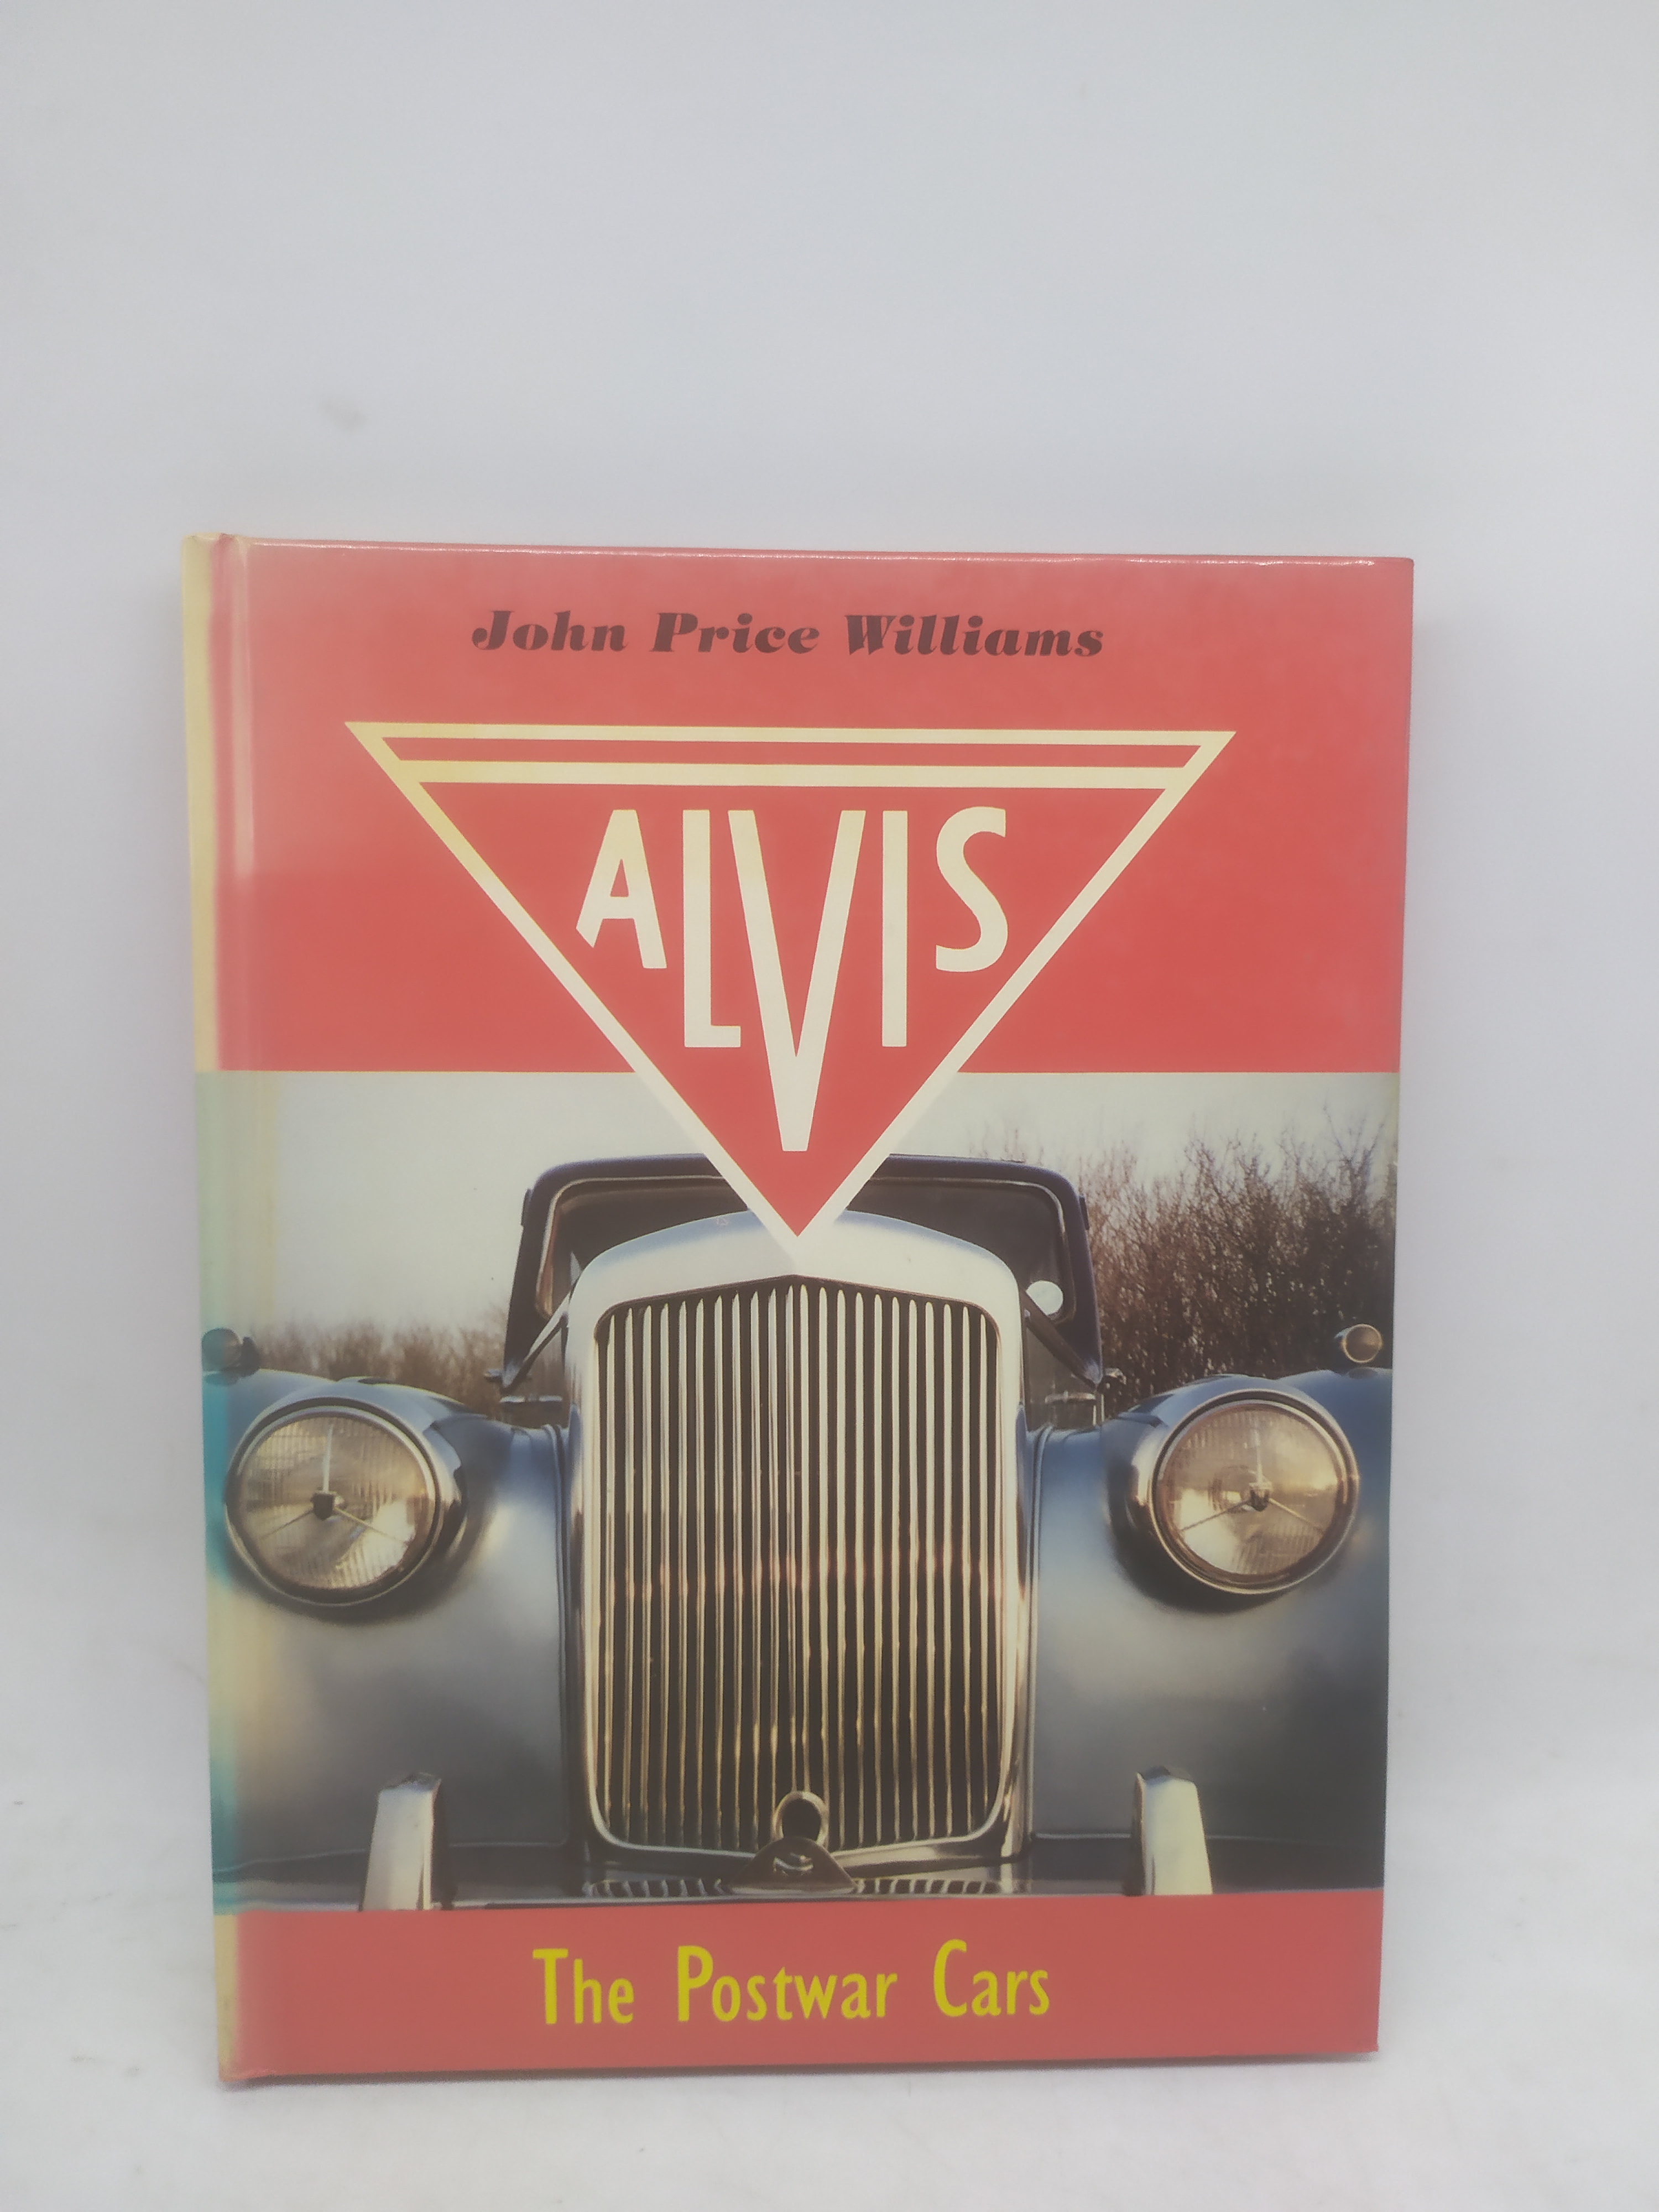 John Price Williams
ALVIS
The Postwar Cars